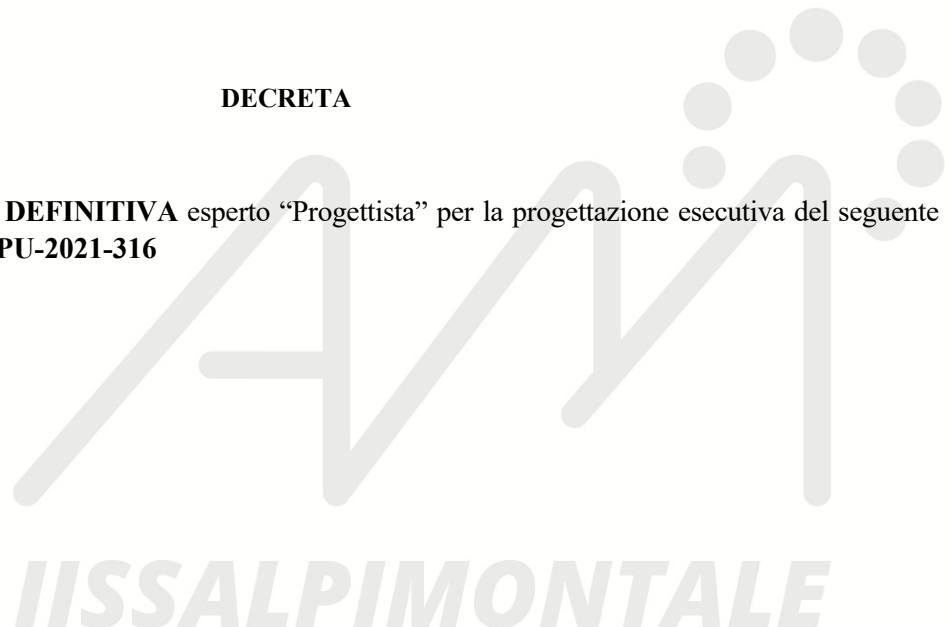 DECRETA
DEFINITIVA esperto “Progettista” per la progettazione esecutiva del seguente
PU-2021-316
IISSALPIMONTALE